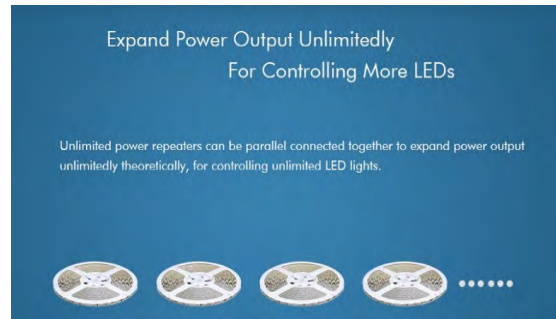 Expand Power Output Unlimitedly
For Controlling More LEDs
Unlimited power repeaters can be parallel connected together to expand power output
unlimitedly theoretically, for controlling unlimited LED lights.